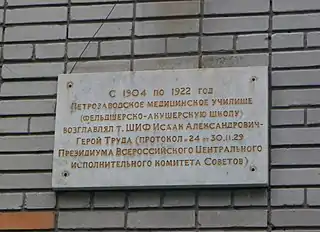 С 1904 ПО 1922 ГОД
ПЕТРОЗАВОДСКОЕ МЕДИЦИНСКОЕ УЧИЛИЩЕ
(ФЕЛЬДШЕРСКО-АКУШЕРСКУЮ ШКОЛУ)
ВОЗГЛАВЛЯЛ Т. ШИФ ИСААК АЛЕКСАНДРОВИЧ-
ГЕРОЙ ТРУДА (ПРОТОКОЛ 24 — 30.11.29
ПРЕЗИДИУМА ВСЕРОССИЙСКОГО ЦЕНТРАЛЬНОГО
ИСПОЛНИТЕЛЬНОГО КОМИТЕТА СОВЕТОВ)